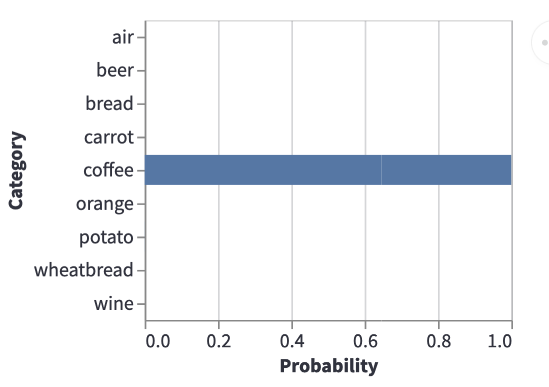 air
beer
bread
carrot
coffee
orange
potato
wheatbread
wine
Category
0.0 0.2 0.4 0.6 0.8 1.0
Probability